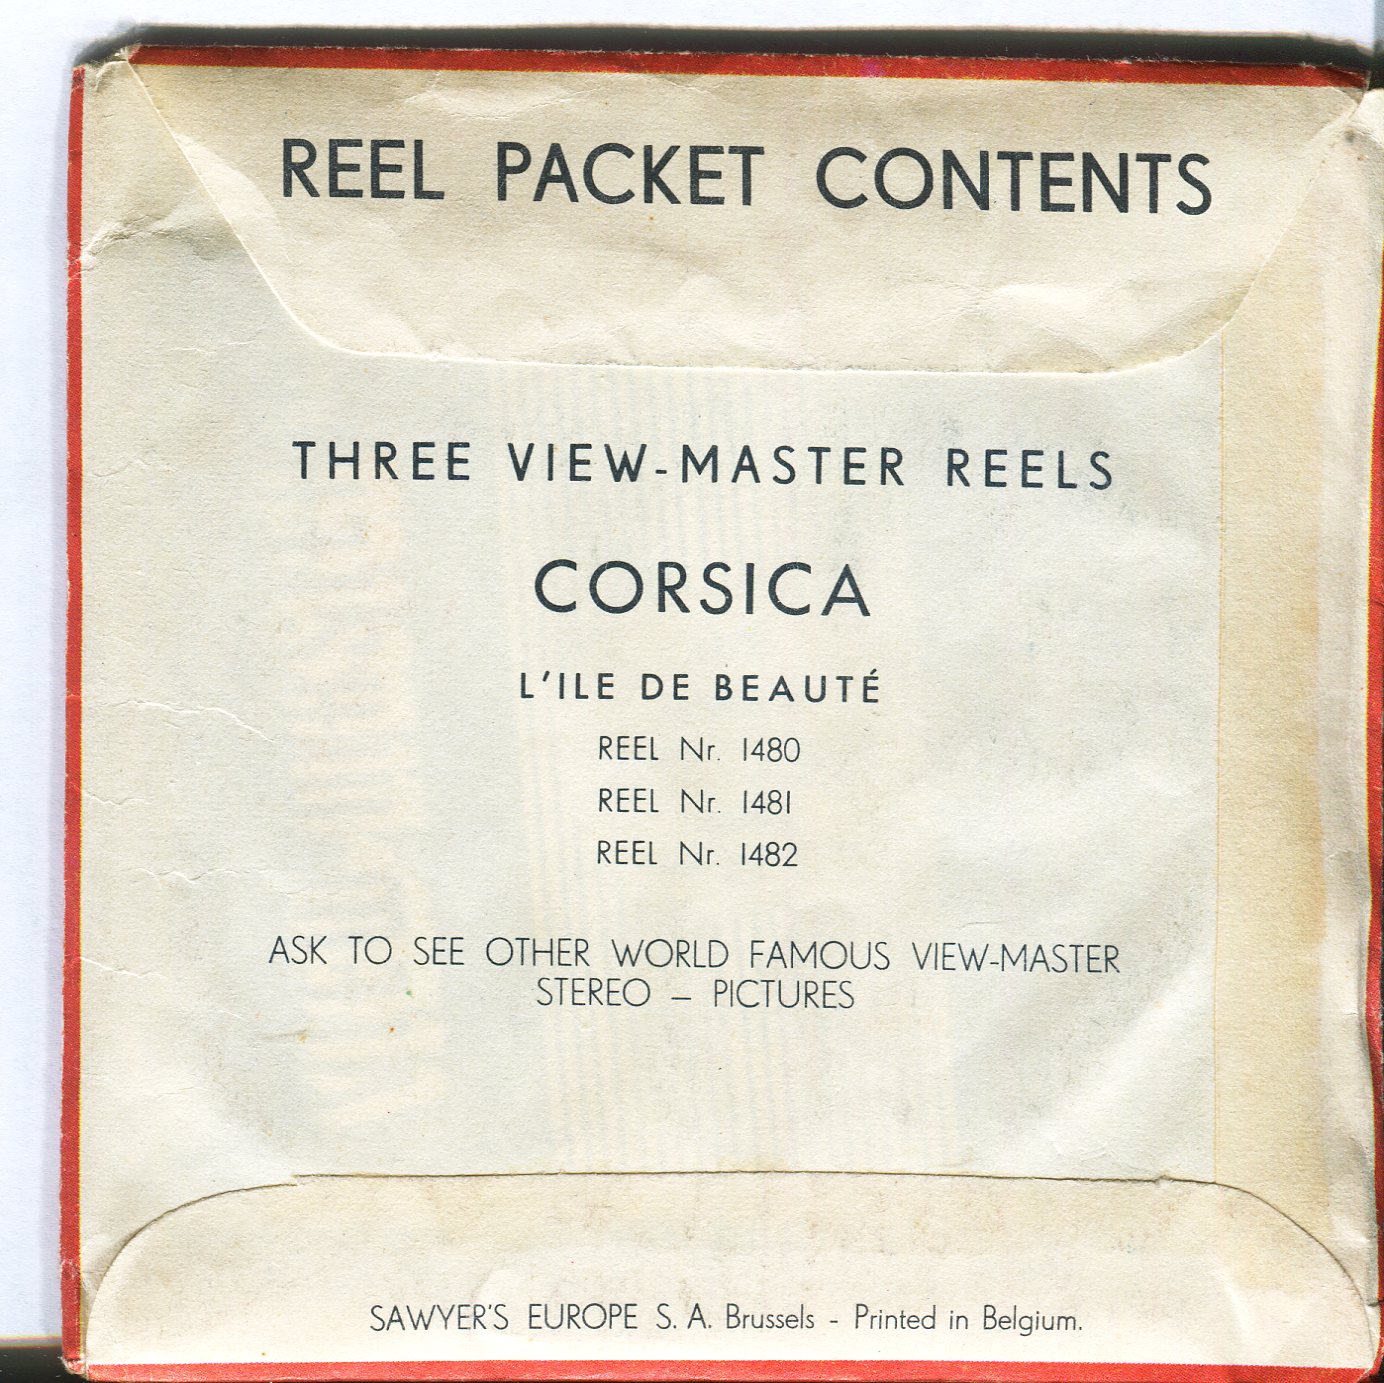 REEL PACKET CONTENTS
THREE VIEW-MASTER REELS
CORSICA
L'ILE DE BEAUTÉ
REEL Nr. 1480
REEL Nr. 1481
REEL Nr. 1482
ASK TO SEE OTHER WORLD FAMOUS VIEW-MASTER
STEREO – PICTURES
SAWYER'S EUROPE S. A. Brussels - Printed in Belgium.